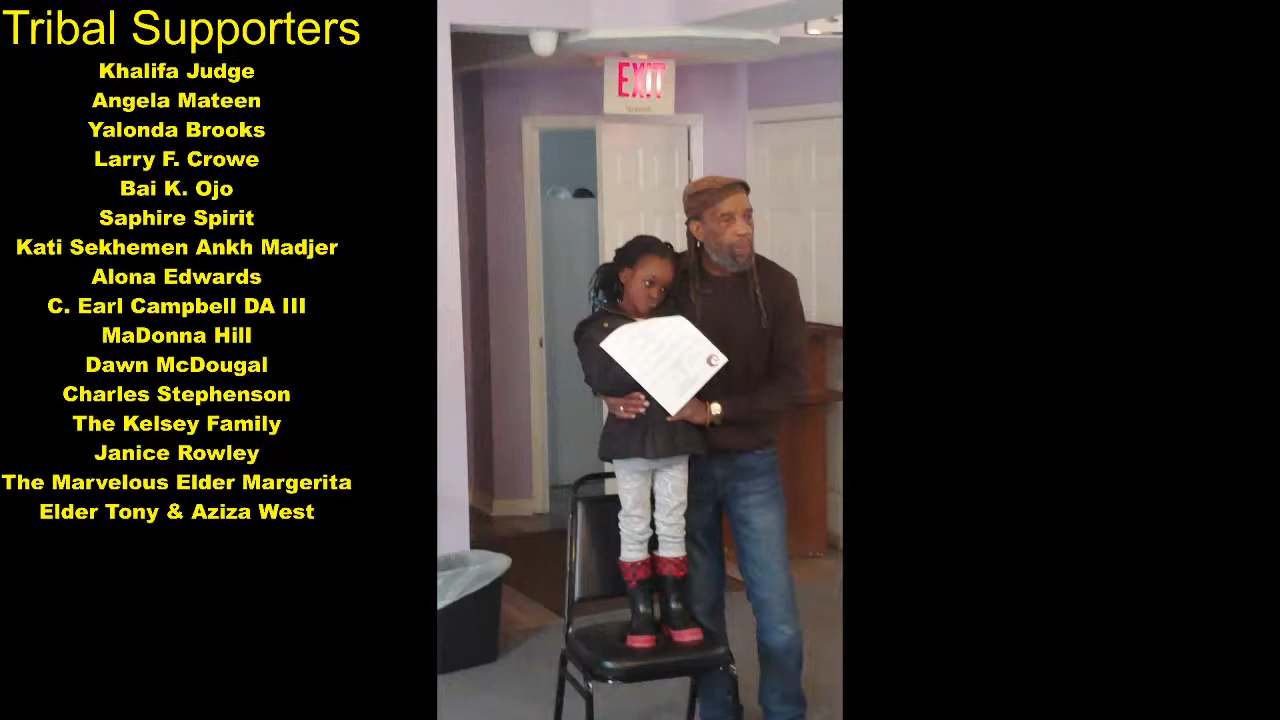 Tribal Supporters
Khalifa Judge
Angela Mateen
Yalonda Brooks
Larry F. Crowe
Bai K. Ojo
Saphire Spirit
Kati Sekhemen Ankh Madjer
Alona Edwards
C. Earl Campbell DA III
MaDonna Hill
Dawn McDougal
Charles Stephenson
The Kelsey Family
Janice Rowley
The Marvelous Elder Margerita
Elder Tony & Aziza West
EXIT